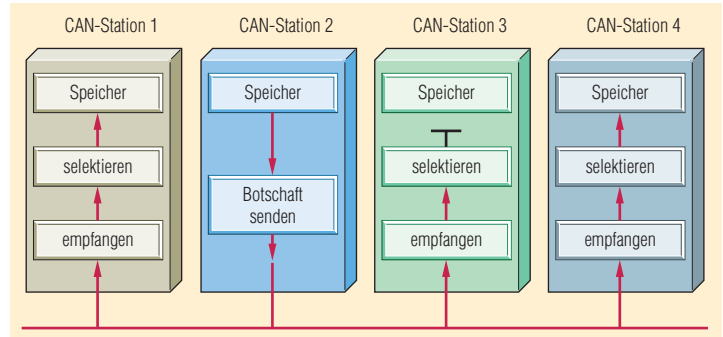 CAN-Station 1
CAN-Station 2
CAN-Station 3
CAN-Station 4
Speicher
selektieren
empfangen
Speicher
Botschaft
senden
Speicher
selektieren
empfangen
Speicher
selektieren
empfangen